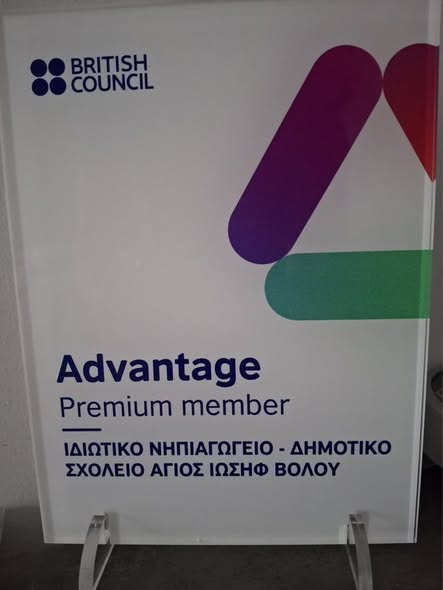 BRITISH
COUNCIL
Advantage
Premium member
ΙΔΙΩΤΙΚΟ ΝΗΠΙΑΓΩΓΕΙΟ - ΔΗΜΟΤΙΚΟ
ΣΧΟΛΕΙΟ ΑΓΙΟΣ ΙΩΣΗΦ ΒΟΛΟΥ